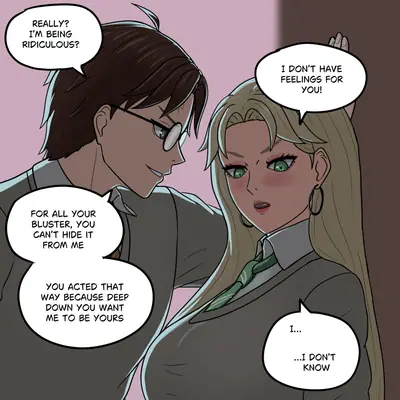 REALLY?
I'M BEING
RIDICULOUS?
I DON'T HAVE
FEELINGS FOR
YOU!
FOR ALL YOUR
BLUSTER, YOU
CAN'T HIDE IT
FROM ME
YOU ACTED THAT
WAY BECAUSE DEEP
DOWN YOU WANT
ME TO BE YOURS
I...
...I DON'T
KNOW